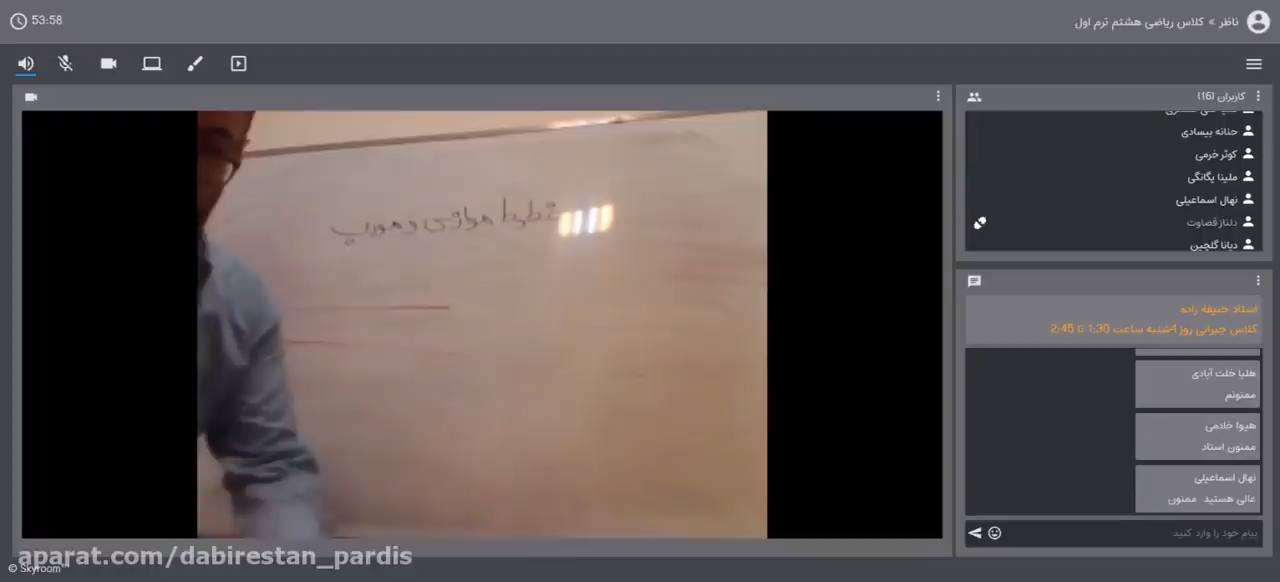 53:58
ناظر » کلاس ریاضی هشتم ترم اول
کاربران (16)
حنانه بیسادی
کوثر خرمی
ملینا یگانگی
نهال اسماعیلی
دلناز قضاوت
دیانا گلچین
خطوط موازی و مورب
استاد حنیفه زاده
کلاس جبرانی روز 4شنبه ساعت 1:30 تا 2:45
هلیا خلت آبادی
ممنونم
هیوا خادمی
ممنون استاد
نهال اسماعیلی
عالی هستید ممنون
پیام خود را وارد کنید
aparat.com/dabirestan_pardis
© Skyroom